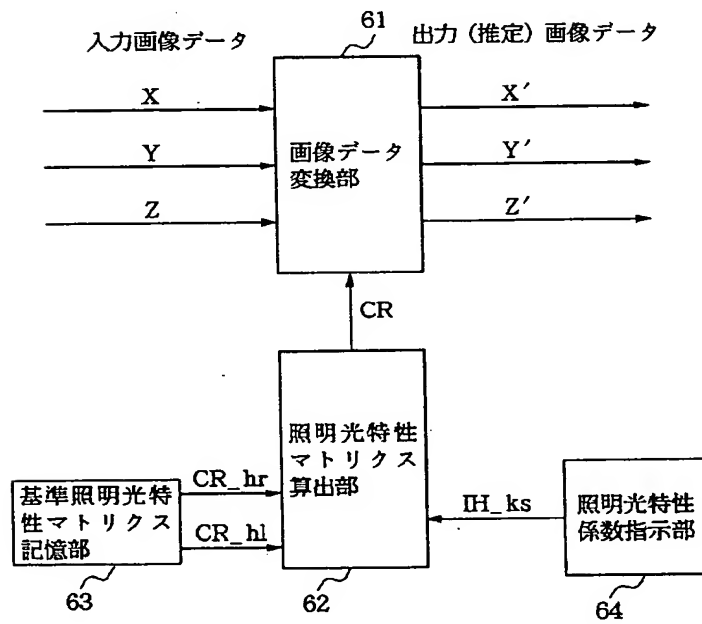 61
入力画像データ
出力(推定)画像データ
X
X′
Y
画像データ
変換部
Y′
Z
Z′
CR
照明光特性
マトリクス
算出部
基準照明光特
性マトリクス
記憶部
CR_hr
CR_hl
IH_ks
照明光特性
係数指示部
63
62
64